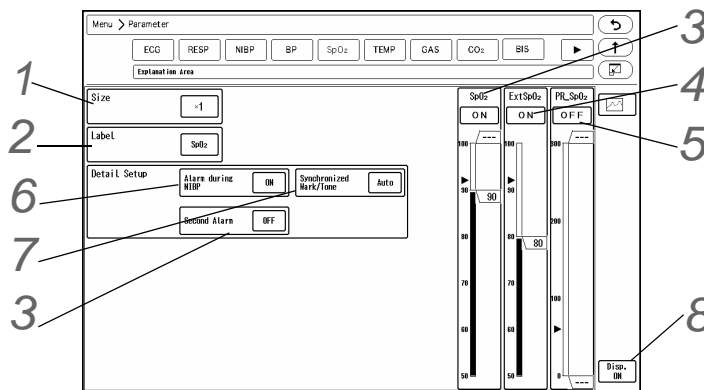 Menu > Parameter
ECG RESP NIBP BP SpO₂ TEMP GAS CO₂ BIS
Explanation Area
Size ×1
Label SpO₂
Detail Setup Alarm during NIBP ON Synchronized Mark/Tone Auto
Second Alarm OFF
SpO₂ ExtSpO₂ PR_SpO₂
ON ON OFF
---
100 100 300
90 90
90
200
80 80
80
70 70
100
60 60
50 50 0
---
Disp. ON
1
2
6
7
3
3
4
5
8